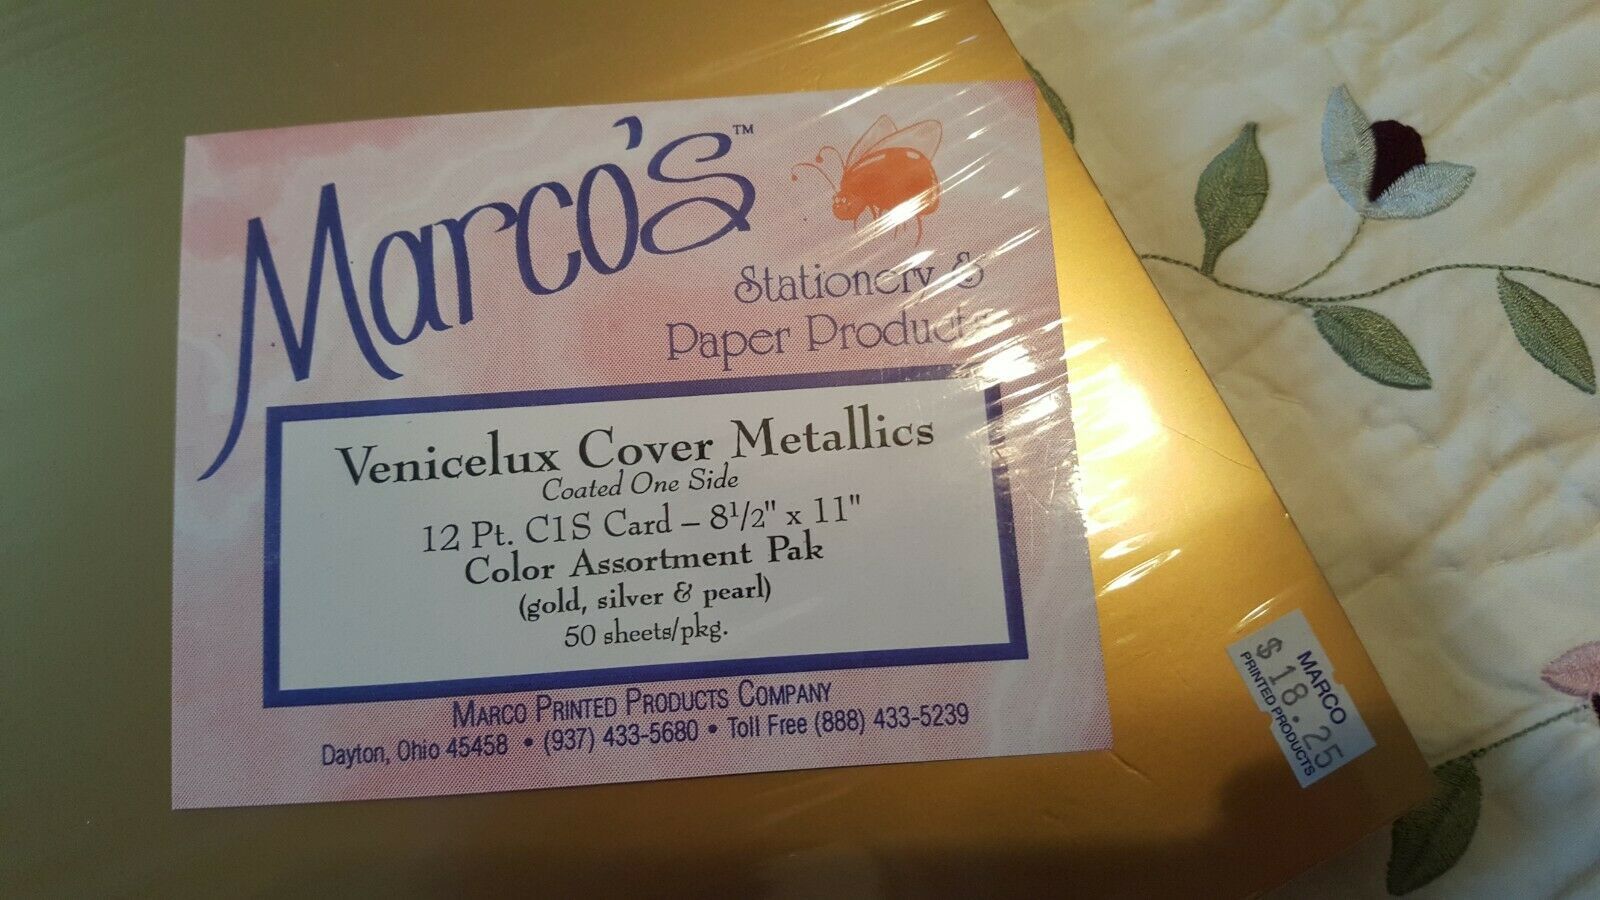 Marco's™
Stationery &
Paper Products
Venicelux Cover Metallics
Coated One Side
12 Pt. C1S Card – 8½" x 11"
Color Assortment Pak
(gold, silver & pearl)
50 sheets/pkg.
MARCO PRINTED PRODUCTS COMPANY
Dayton, Ohio 45458 • (937) 433-5680 • Toll Free (888) 433-5239
MARCO
$18.25
PRINTED PRODUCTS